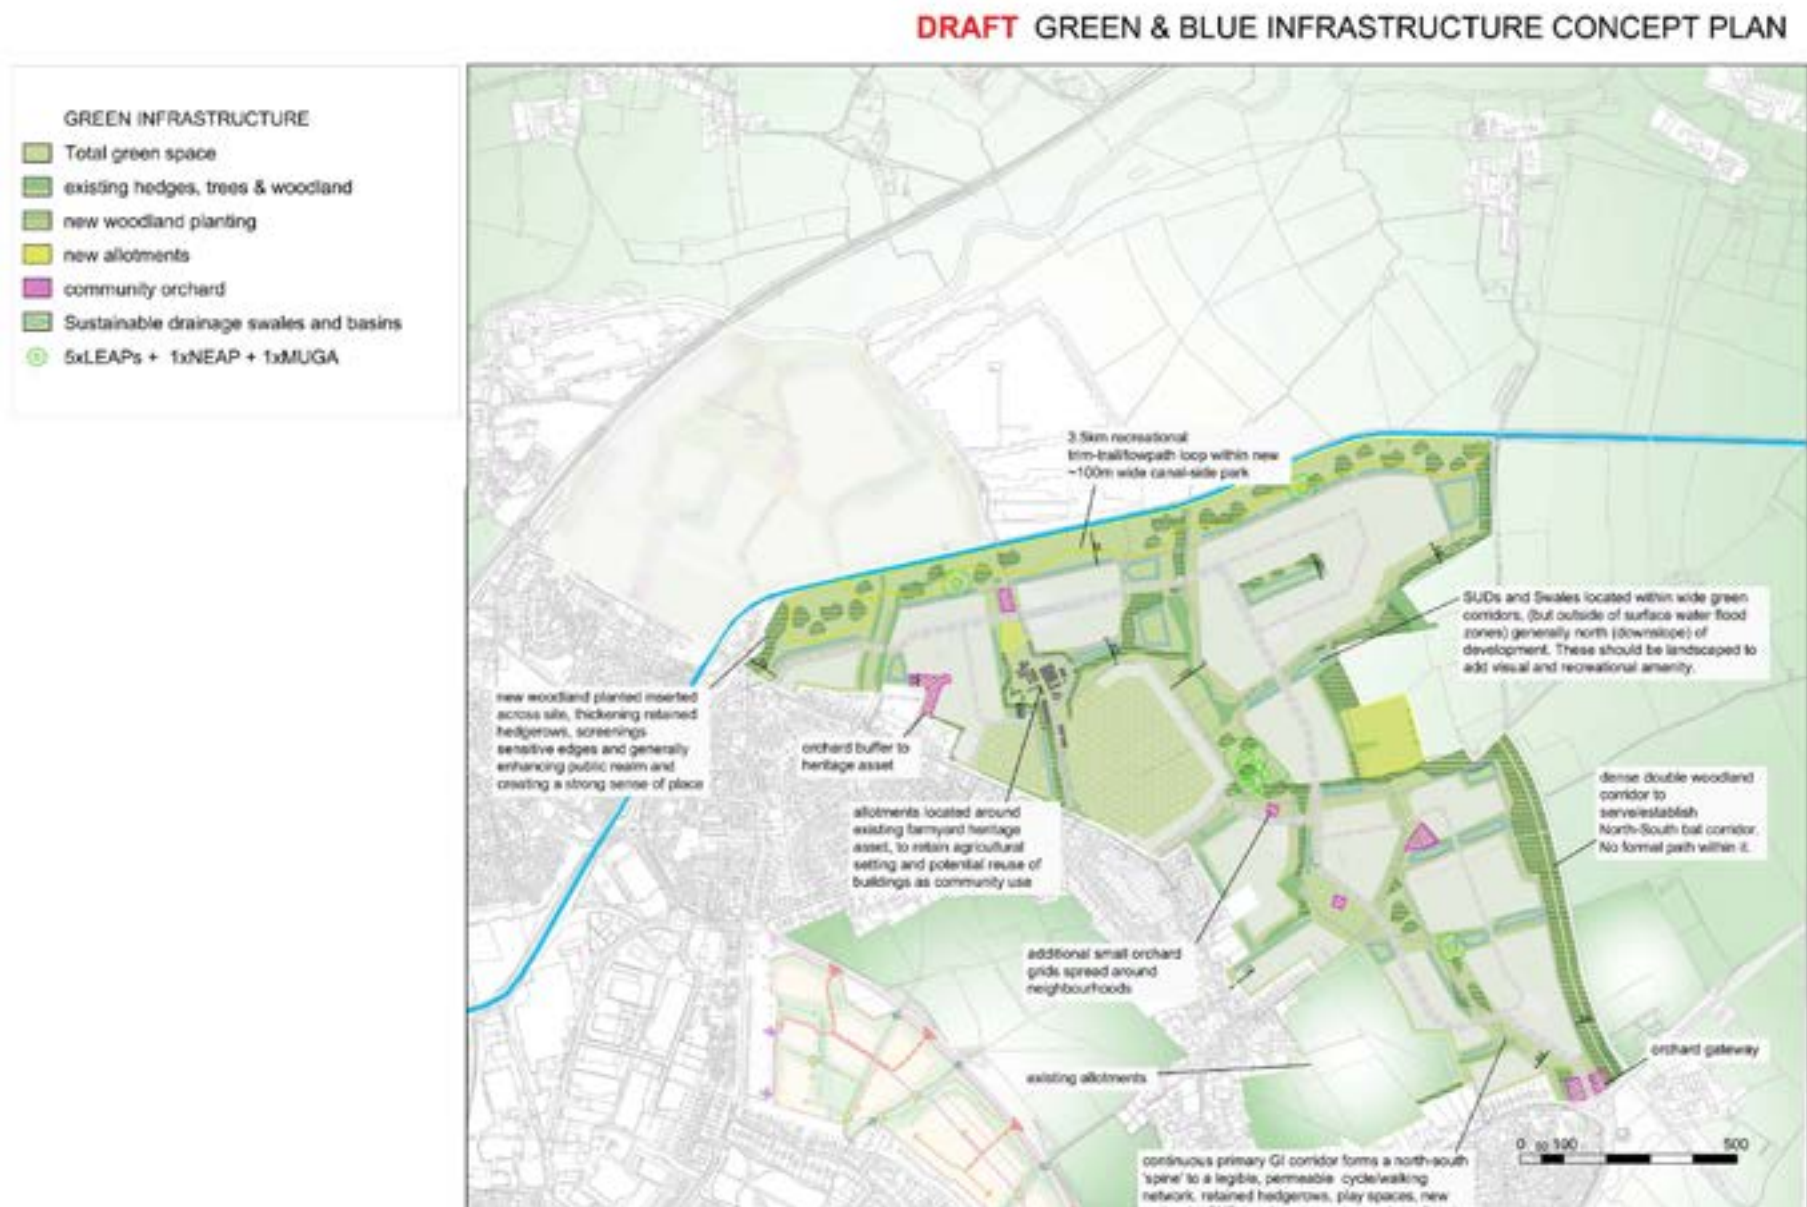 DRAFT GREEN & BLUE INFRASTRUCTURE CONCEPT PLAN
GREEN INFRASTRUCTURE
Total green space
existing hedges, trees & woodland
new woodland planting
new allotments
community orchard
Sustainable drainage swales and basins
5xLEAPs + 1xNEAP + 1xMUGA
3.5km recreational
trim-trail/towpath loop within new
~100m wide canal-side park
SUDs and Swales located within wide green
corridors, (but outside of surface water flood
zones) generally north (downslope) of
development. These should be landscaped to
add visual and recreational amenity.
new woodland planted inserted
across site, thickening retained
hedgerows, screenings
sensitive edges and generally
enhancing public realm and
creating a strong sense of place
orchard buffer to
heritage asset
allotments located around
existing farmyard heritage
asset, to retain agricultural
setting and potential reuse of
buildings as community use
dense double woodland
corridor to
serve/establish
North-South bat corridor.
No formal path within it.
additional small orchard
grids spread around
neighbourhoods
existing allotments
orchard gateway
0 50 100 500
continuous primary GI corridor forms a north-south
'spine' to a legible, permeable cycle/walking
network, retained hedgerows, play spaces, new